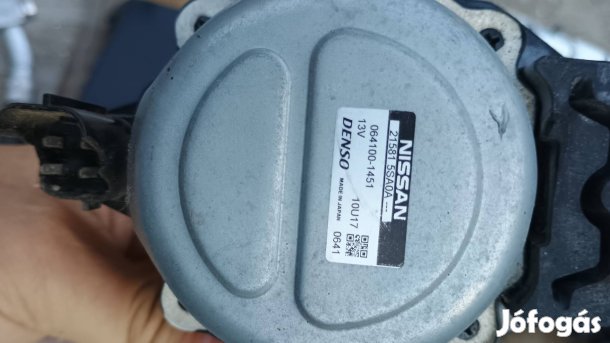 NISSAN
21581 5SA0A
064100-1451 10U17
13V
DENSO MADE IN JAPAN 0641
Jófogás